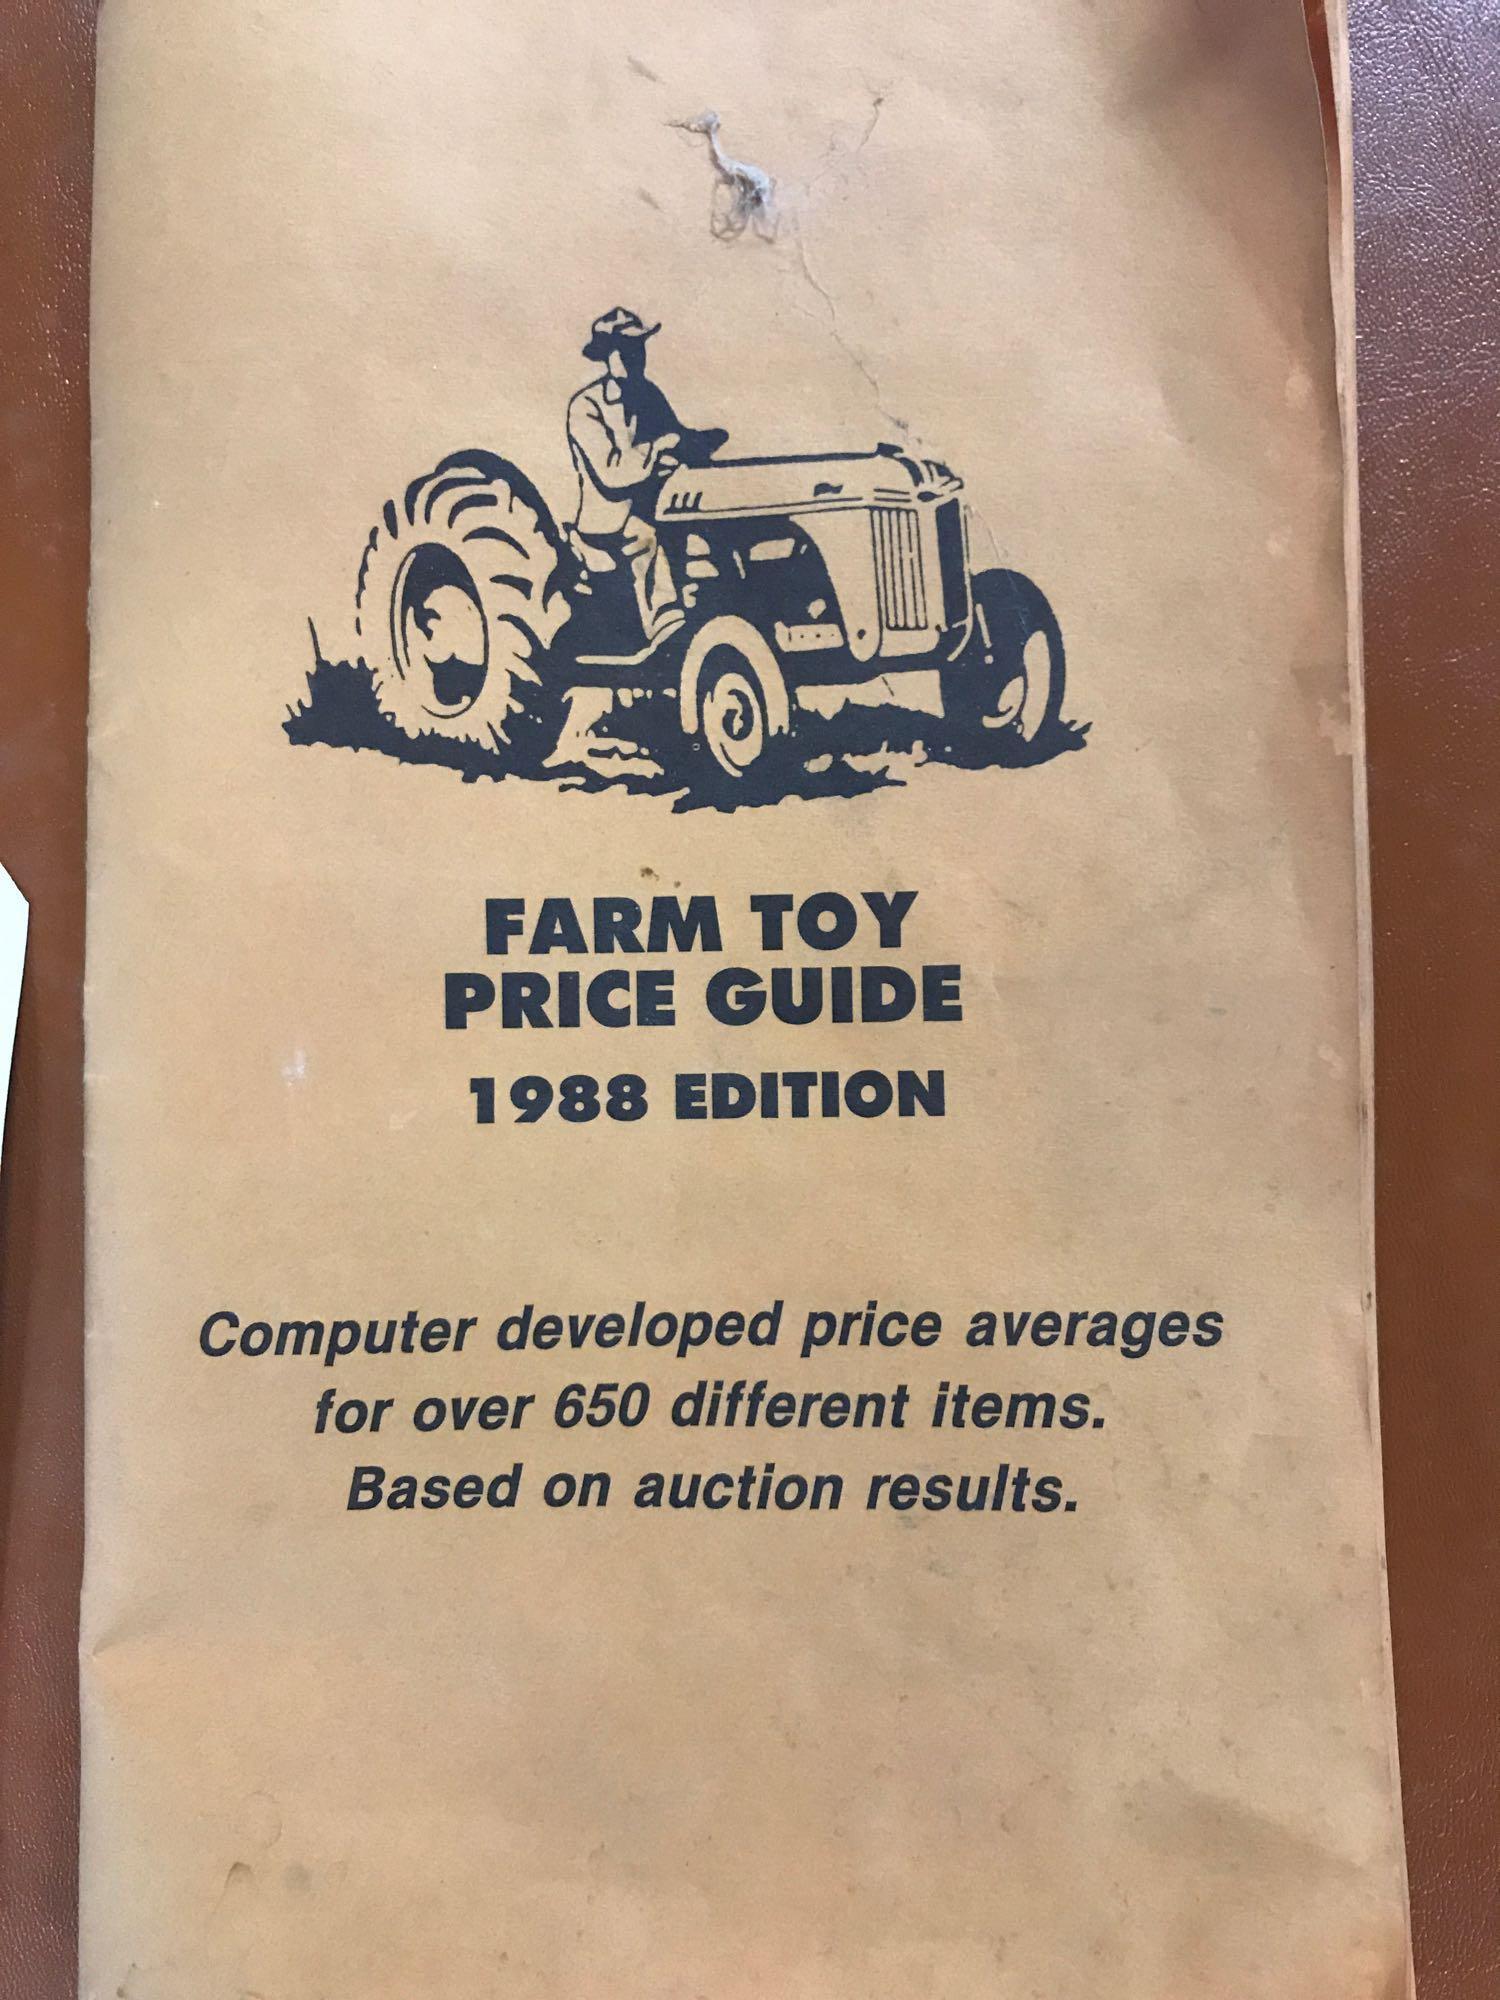 FARM TOY
PRICE GUIDE
1988 EDITION
Computer developed price averages
for over 650 different items.
Based on auction results.